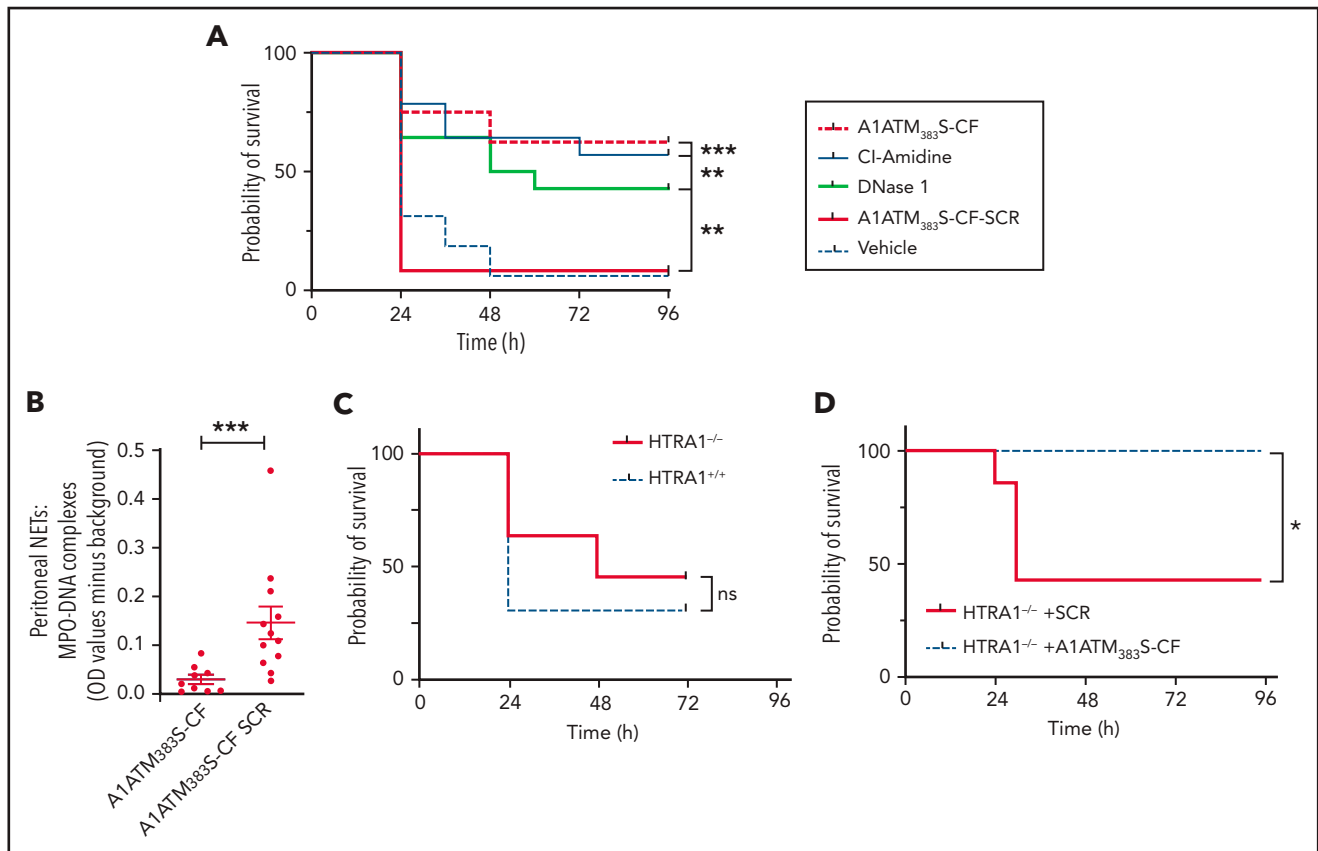 A
100
50
0
Probability of survival
0 24 48 72 96
Time (h)
***
**
**
A1ATM383S-CF
CI-Amidine
DNase 1
A1ATM383S-CF-SCR
Vehicle
B
***
0.5
0.4
0.3
0.2
0.1
0.0
Peritoneal NETs:
MPO-DNA complexes
(OD values minus background)
A1ATM383S-CF
A1ATM383S-CF SCR
C
100
50
0
Probability of survival
HTRA1–/–
HTRA1+/+
ns
0 24 48 72 96
Time (h)
D
100
50
0
Probability of survival
*
HTRA1–/– +SCR
HTRA1–/– +A1ATM383S-CF
0 24 48 72 96
Time (h)